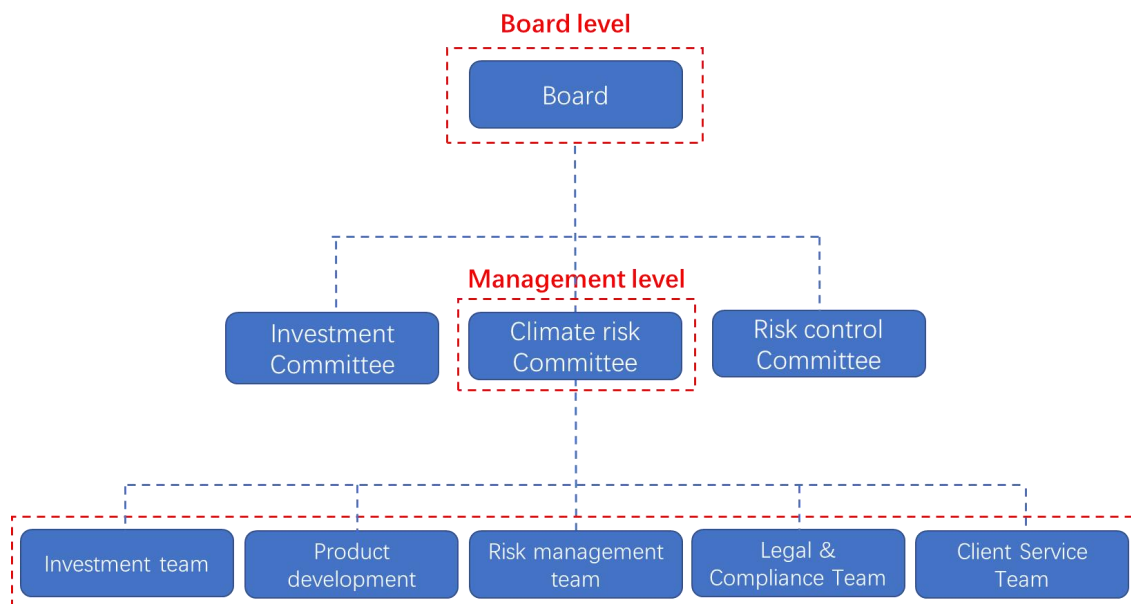 Board level
Board
Management level
Investment
Committee
Climate risk
Committee
Risk control
Committee
Investment team
Product
development
Risk management
team
Legal &
Compliance Team
Client Service
Team